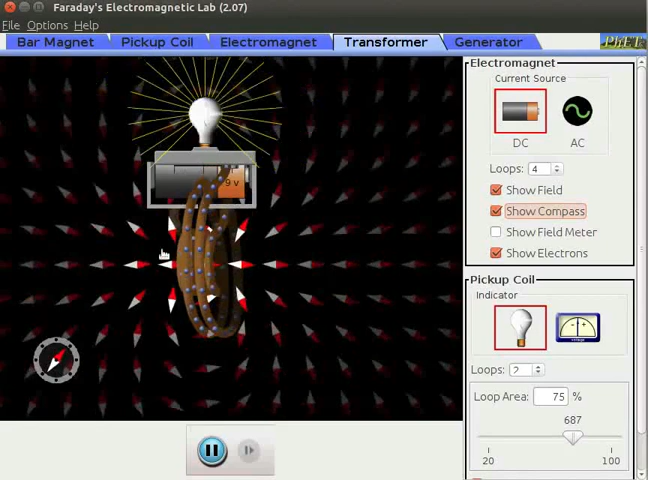 Faraday's Electromagnetic Lab (2.07)
File Options Help
Bar Magnet Pickup Coil Electromagnet Transformer Generator PhET
Electromagnet
Current Source
DC AC
Loops: 4
Show Field
Show Compass
Show Field Meter
Show Electrons
9 v
Pickup Coil
Indicator
voltage
Loops: 2
Loop Area: 75 %
687
20 100